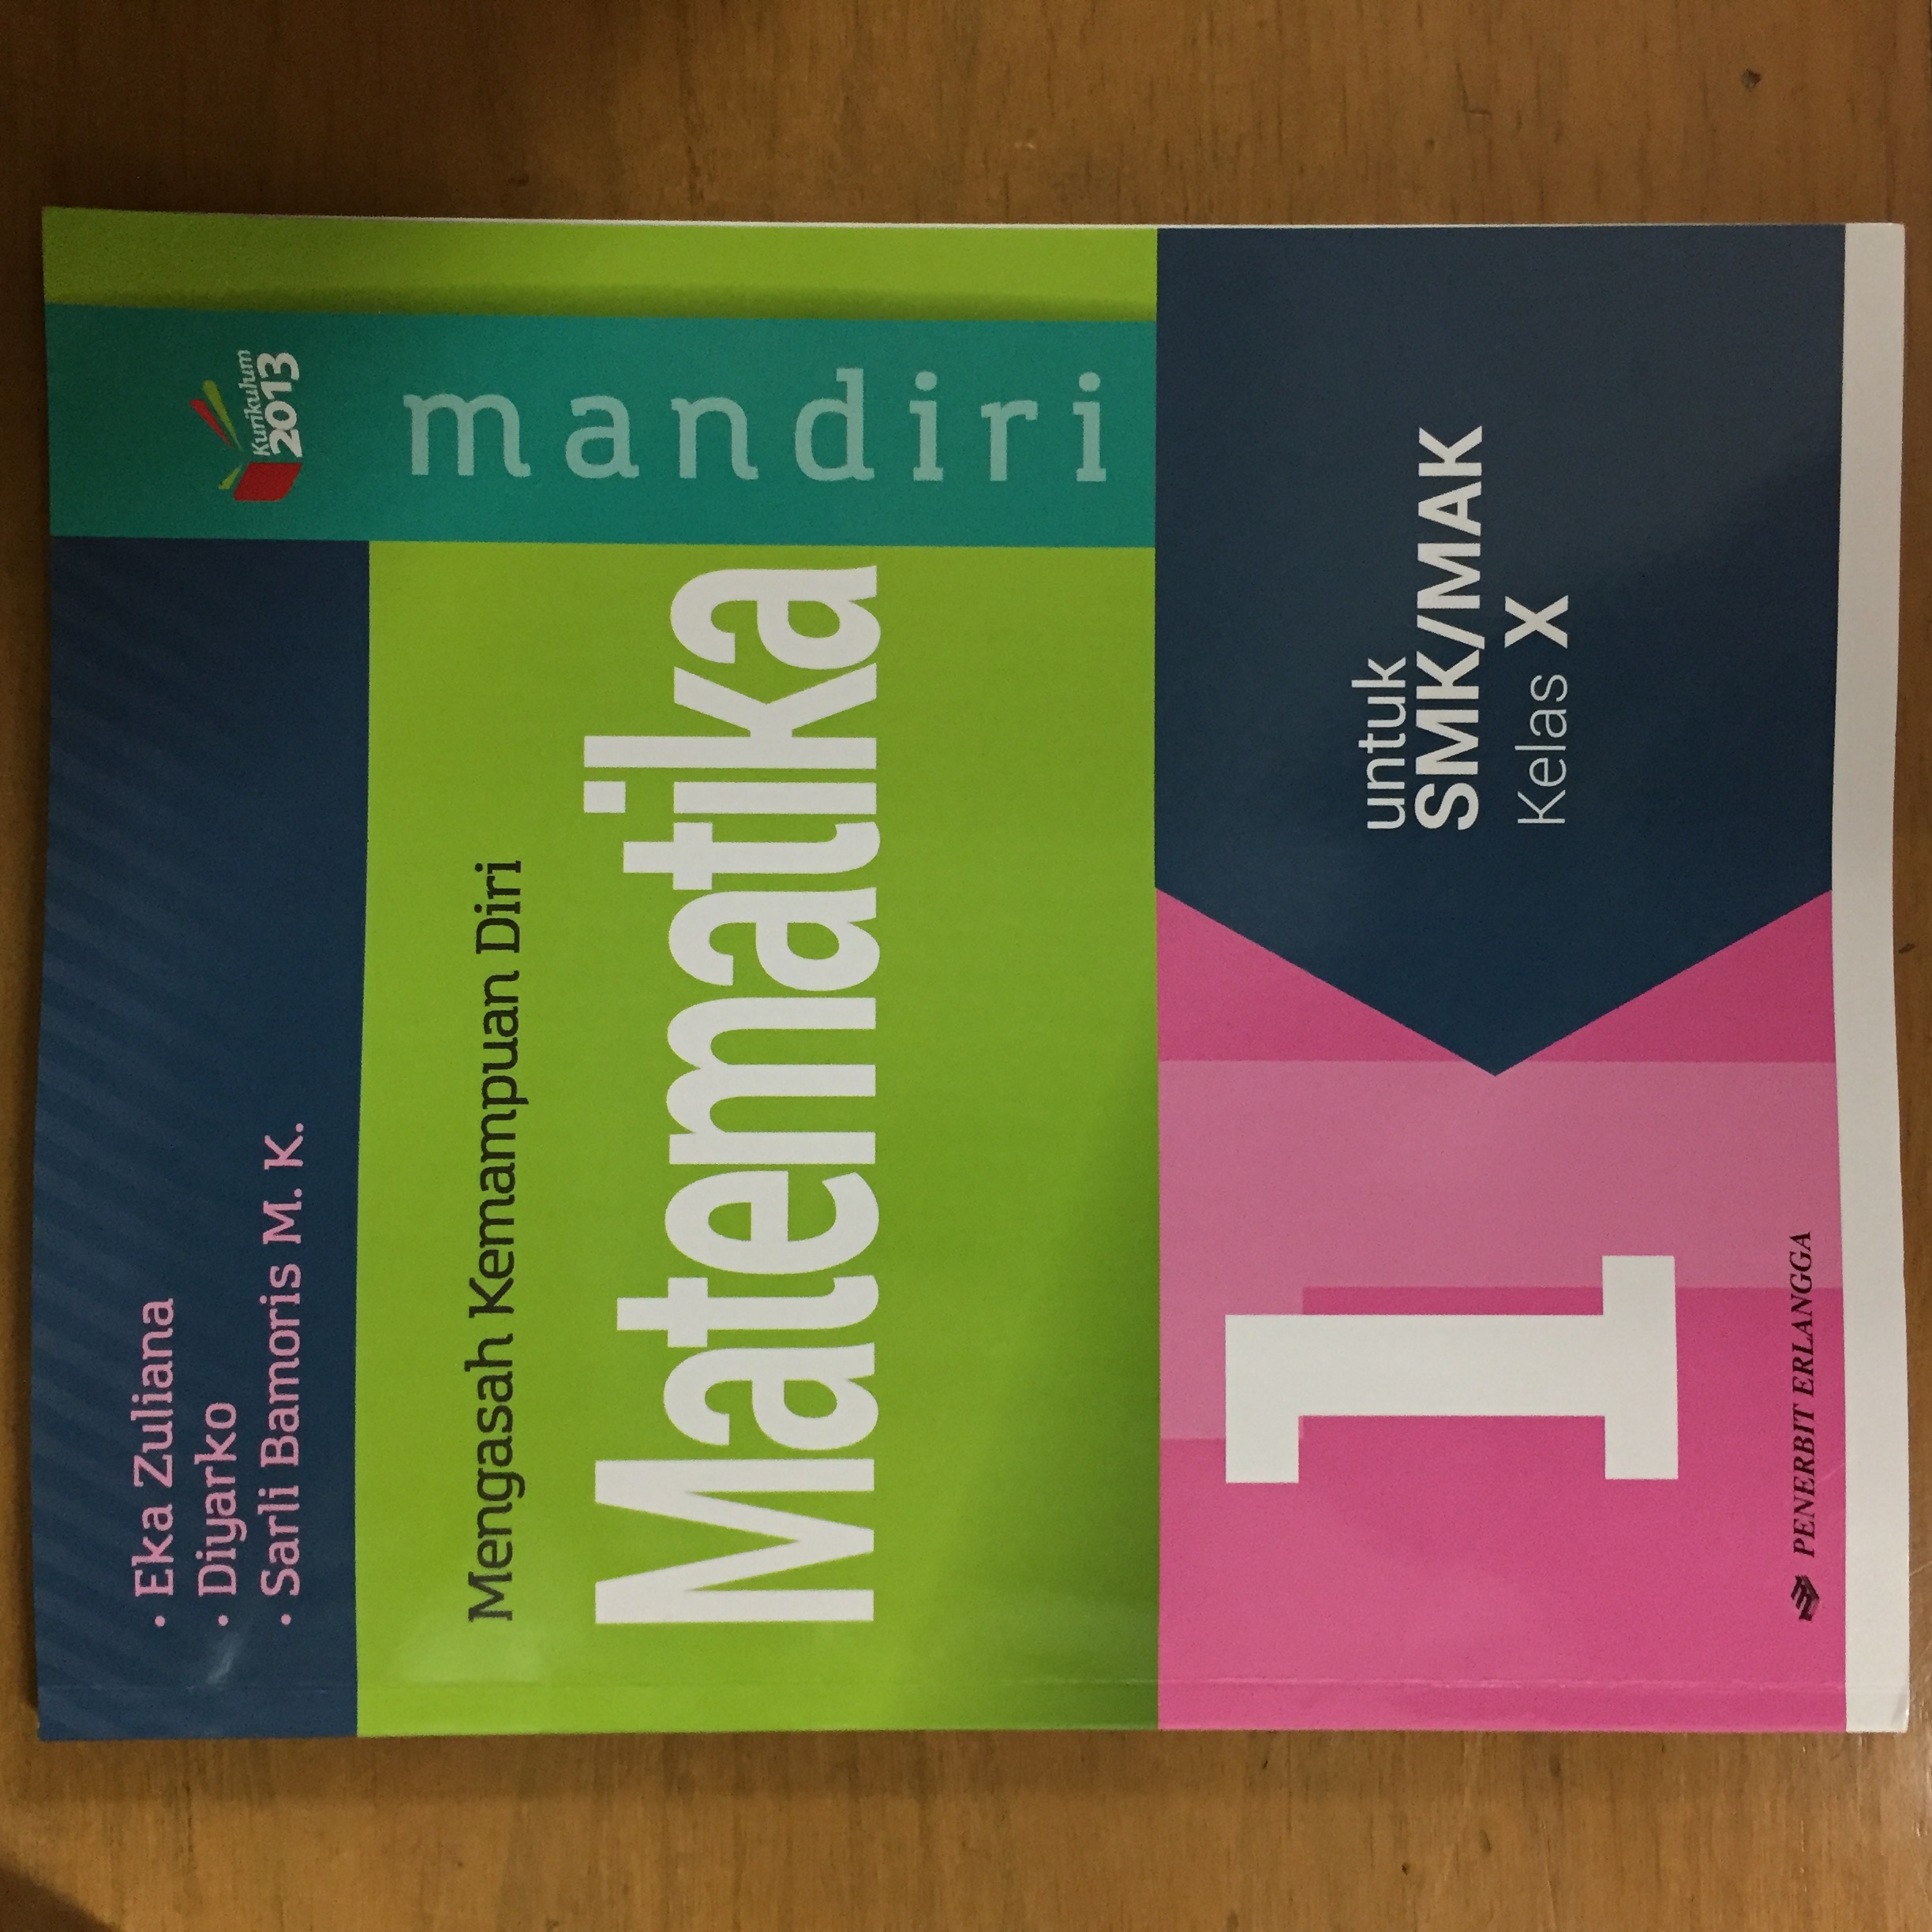 • Eka Zuliana
• Diyarko
• Sarli Bamoris M. K.
Kurikulum
2013
mandiri
Mengasah Kemampuan Diri
Matematika
1
untuk
SMK/MAK
Kelas X
PENERBIT ERLANGGA